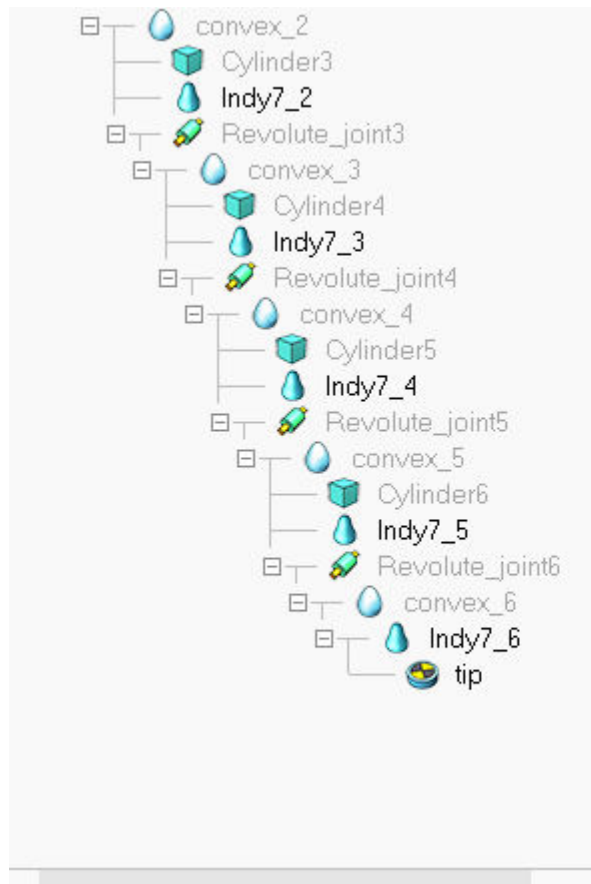 convex_2
Cylinder3
Indy7_2
Revolute_joint3
convex_3
Cylinder4
Indy7_3
Revolute_joint4
convex_4
Cylinder5
Indy7_4
Revolute_joint5
convex_5
Cylinder6
Indy7_5
Revolute_joint6
convex_6
Indy7_6
tip